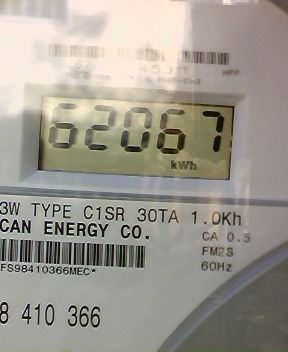 62067
kWh
3W TYPE C1SR 30TA 1.0Kh
CAN ENERGY CO. CA 0.5
FM2S
FS98410366MEC* 60Hz
8 410 366